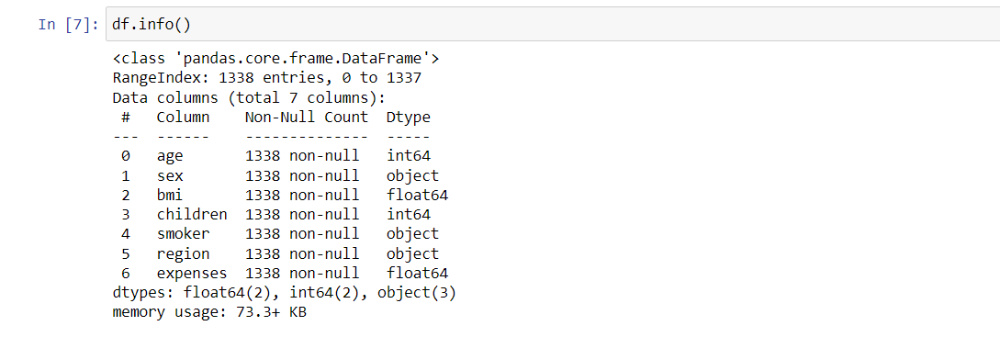 In [7]: df.info()
<class 'pandas.core.frame.DataFrame'>
RangeIndex: 1338 entries, 0 to 1337
Data columns (total 7 columns):
 #   Column    Non-Null Count  Dtype
---  ------    --------------  -----
 0   age       1338 non-null   int64
 1   sex       1338 non-null   object
 2   bmi       1338 non-null   float64
 3   children  1338 non-null   int64
 4   smoker    1338 non-null   object
 5   region    1338 non-null   object
 6   expenses  1338 non-null   float64
dtypes: float64(2), int64(2), object(3)
memory usage: 73.3+ KB